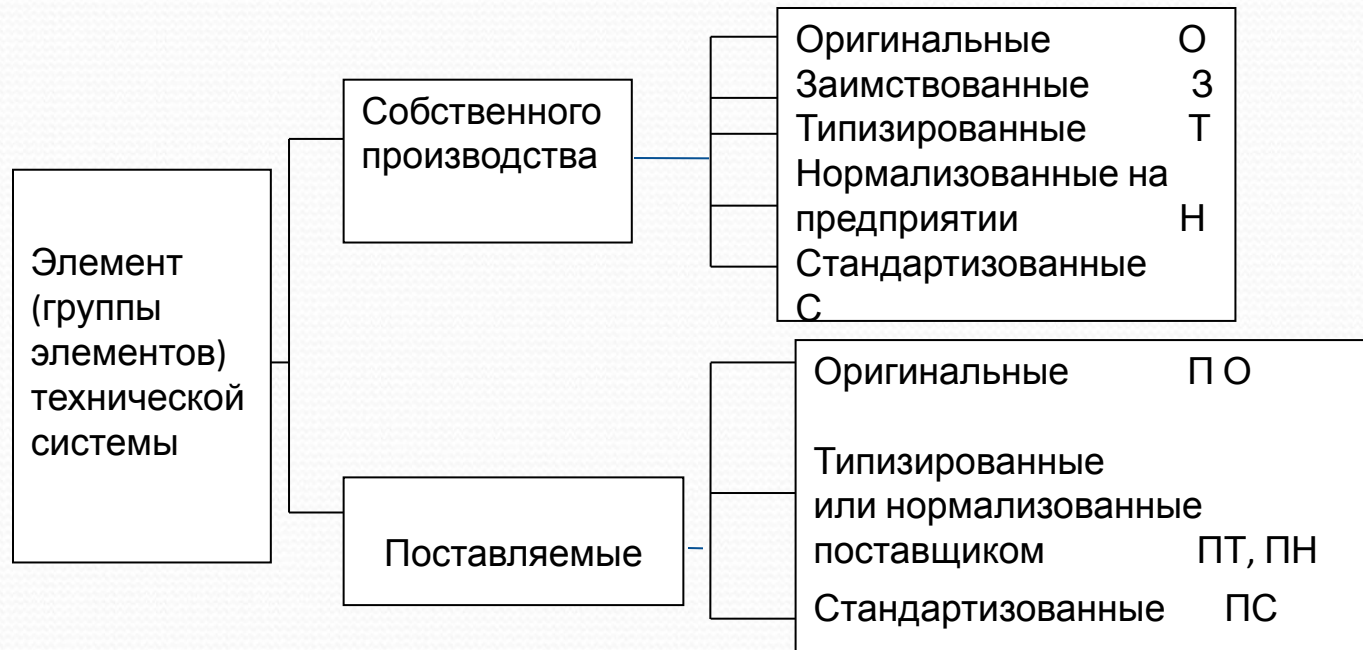 Элемент
(группы
элементов)
технической
системы
Собственного
производства
Оригинальные О
Заимствованные З
Типизированные Т
Нормализованные на
предприятии Н
Стандартизованные
С
Поставляемые
Оригинальные П О
Типизированные
или нормализованные
поставщиком ПТ, ПН
Стандартизованные ПС